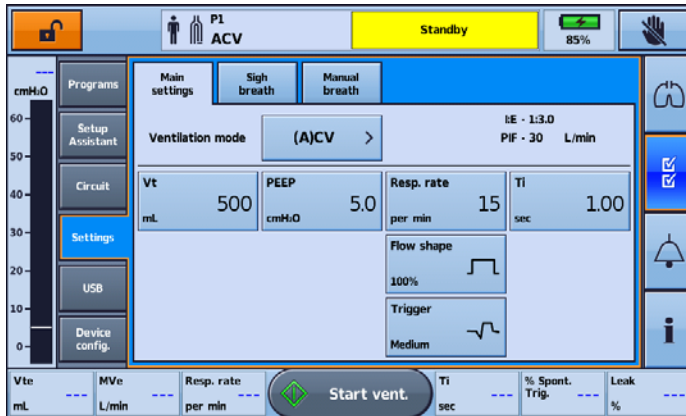 P1
ACV
Standby
85%
---
cmH₂O
60
50
40
30
20
10
0
Programs
Setup
Assistant
Circuit
Settings
USB
Device
config.
Main
settings
Sigh
breath
Manual
breath
Ventilation mode
(A)CV >
I:E - 1:3.0
PIF - 30 L/min
Vt
500
mL
PEEP
5.0
cmH₂O
Resp. rate
15
per min
Ti
1.00
sec
Flow shape
100%
Trigger
Medium
Vte
---
mL
MVe
---
L/min
Resp. rate
---
per min
Start vent.
Ti
---
sec
% Spont.
Trig. ---
Leak
---
%
i